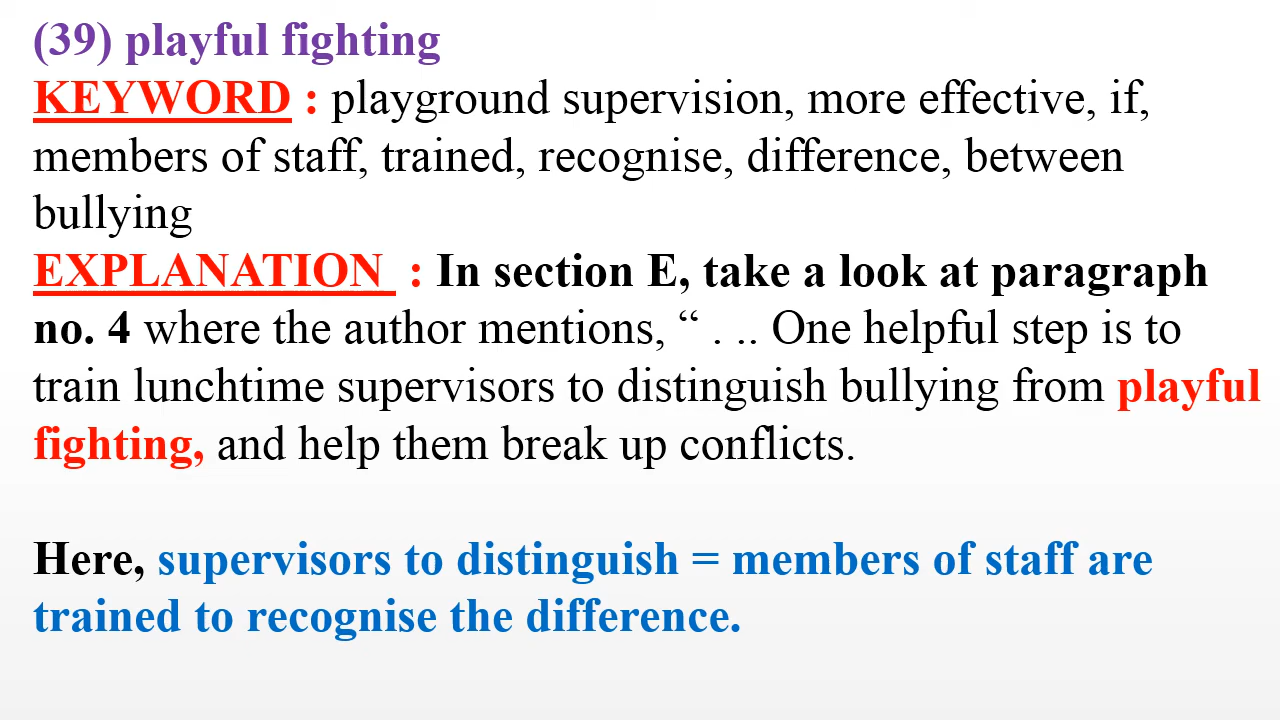 (39) playful fighting
KEYWORD : playground supervision, more effective, if,
members of staff, trained, recognise, difference, between
bullying
EXPLANATION : In section E, take a look at paragraph
no. 4 where the author mentions, “ . .. One helpful step is to
train lunchtime supervisors to distinguish bullying from playful
fighting, and help them break up conflicts.
Here, supervisors to distinguish = members of staff are
trained to recognise the difference.